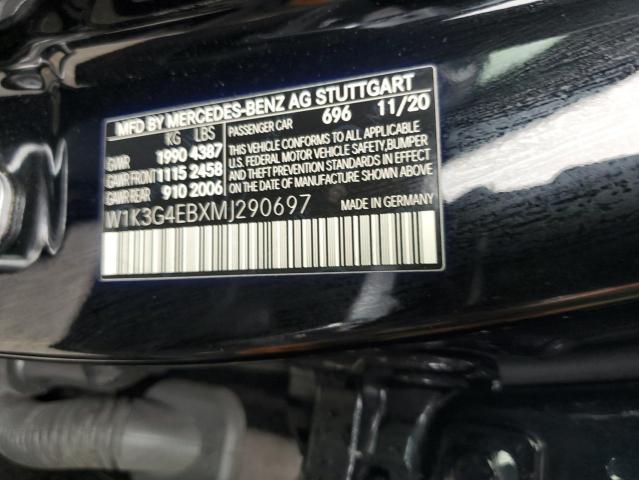 MFD BY MERCEDES-BENZ AG STUTTGART
KG LBS PASSENGER CAR 696 11/20
GVWR 1990 4387
GAWR FRONT 1115 2458
GAWR REAR 910 2006
THIS VEHICLE CONFORMS TO ALL APPLICABLE
U.S. FEDERAL MOTOR VEHICLE SAFETY, BUMPER
AND THEFT PREVENTION STANDARDS IN EFFECT
ON THE DATE OF MANUFACTURE SHOWN ABOVE.
W1K3G4EBXMJ290697 MADE IN GERMANY